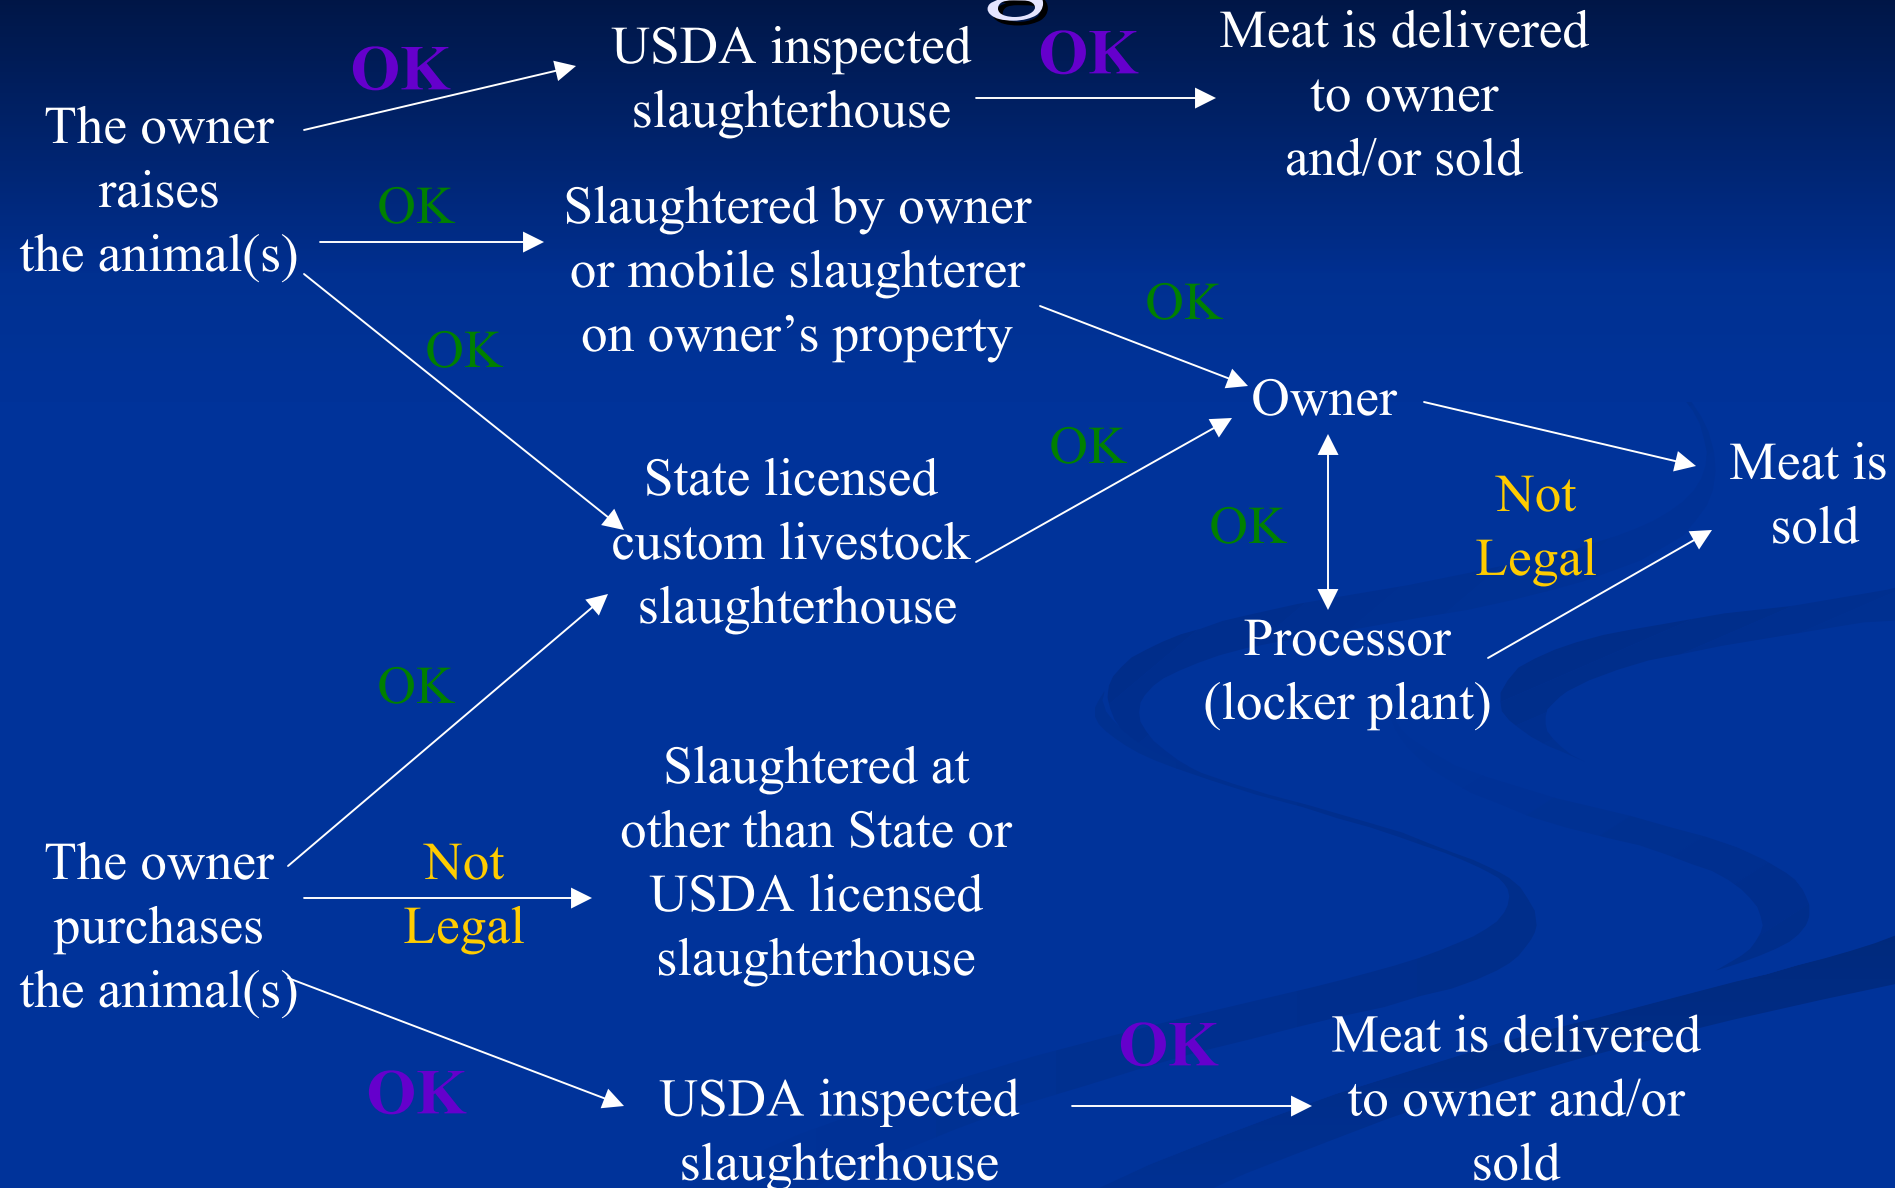 OK
USDA inspected
slaughterhouse
OK
Meat is delivered
to owner
and/or sold
The owner
raises
the animal(s)
OK
Slaughtered by owner
or mobile slaughterer
on owner’s property
OK
OK
Owner
State licensed
custom livestock
slaughterhouse
OK
OK
Not
Legal
Meat is
sold
Processor
(locker plant)
OK
The owner
purchases
the animal(s)
Not
Legal
Slaughtered at
other than State or
USDA licensed
slaughterhouse
OK
USDA inspected
slaughterhouse
OK
Meat is delivered
to owner and/or
sold